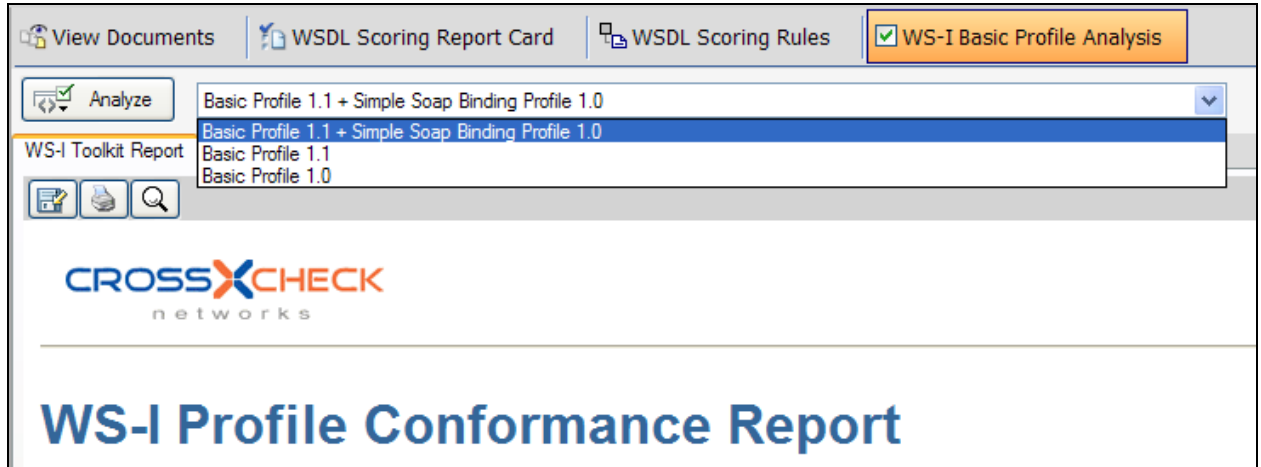 View Documents WSDL Scoring Report Card WSDL Scoring Rules WS-I Basic Profile Analysis
Analyze Basic Profile 1.1 + Simple Soap Binding Profile 1.0
Basic Profile 1.1 + Simple Soap Binding Profile 1.0
WS-I Toolkit Report Basic Profile 1.1
Basic Profile 1.0
CROSSXCHECK
networks
WS-I Profile Conformance Report